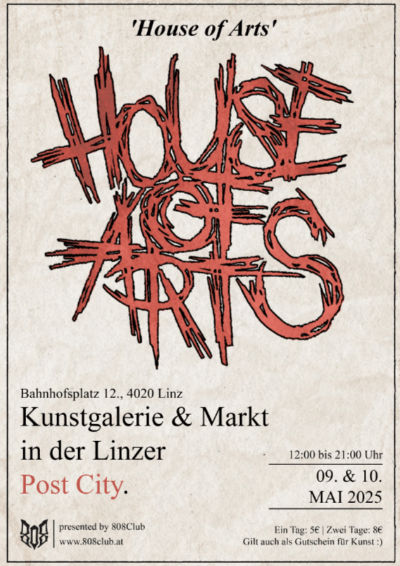 'House of Arts'
HOUSE
OF
ARTS
Bahnhofsplatz 12., 4020 Linz
Kunstgalerie & Markt
in der Linzer
Post City.
12:00 bis 21:00 Uhr
09. & 10.
MAI 2025
808
presented by 808Club
www.808club.at
Ein Tag: 5€ | Zwei Tage: 8€
Gilt auch als Gutschein für Kunst :)